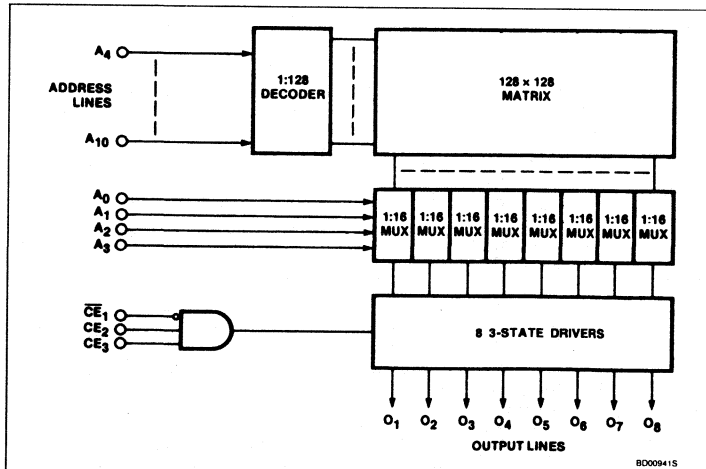 A4
ADDRESS
LINES
A10
1:128
DECODER
128 × 128
MATRIX
A0
A1
A2
A3
1:16
MUX
1:16
MUX
1:16
MUX
1:16
MUX
1:16
MUX
1:16
MUX
1:16
MUX
1:16
MUX
CE1
CE2
CE3
8 3-STATE DRIVERS
O1 O2 O3 O4 O5 O6 O7 O8
OUTPUT LINES
BD00941S